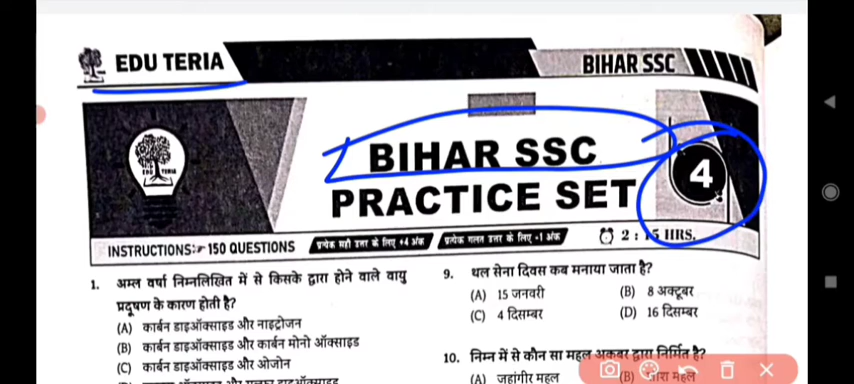 EDU TERIA
BIHAR SSC
EDU TERIA
BIHAR SSC
PRACTICE SET
4
INSTRUCTIONS:☞ 150 QUESTIONS
प्रत्येक सही उत्तर के लिए +4 अंक
प्रत्येक गलत उत्तर के लिए -1 अंक
2 : 15 HRS.
1. अम्ल वर्षा निम्नलिखित में से किसके द्वारा होने वाले वायु
प्रदूषण के कारण होती है?
(A) कार्बन डाइऑक्साइड और नाइट्रोजन
(B) कार्बन डाइऑक्साइड और कार्बन मोनो ऑक्साइड
(C) कार्बन डाइऑक्साइड और ओजोन
9. थल सेना दिवस कब मनाया जाता है?
(A) 15 जनवरी
(B) 8 अक्टूबर
(C) 4 दिसम्बर
(D) 16 दिसम्बर
10. निम्न में से कौन सा महल अकबर द्वारा निर्मित है?
(A) जहांगीर महल
(B) महल